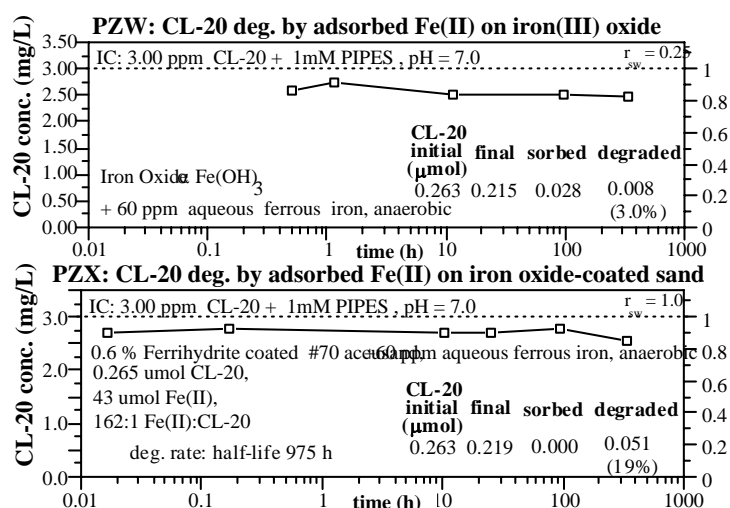 PZW: CL-20 deg. by adsorbed Fe(II) on iron(III) oxide
CL-20 conc. (mg/L)
3.50
3.00
2.50
2.00
1.50
1.00
0.50
0.00
IC: 3.00 ppm CL-20 + 1mM PIPES , pH = 7.0
r sw = 0.25
CL-20
initial final sorbed degraded
(μmol)
0.263 0.215 0.028 0.008
(3.0%)
Iron Oxide Fe(OH)3
+ 60 ppm aqueous ferrous iron, anaerobic
1
0.8
0.6
0.4
0.2
0
0.01 0.1 1 10 100 1000
time (h)
PZX: CL-20 deg. by adsorbed Fe(II) on iron oxide-coated sand
CL-20 conc. (mg/L)
3.0
2.0
1.0
0.0
IC: 3.00 ppm CL-20 + 1mM PIPES , pH = 7.0
r sw = 1.0
0.6 % Ferrihydrite coated #70 ppm aqueous ferrous iron, anaerobic
0.265 umol CL-20,
43 umol Fe(II),
162:1 Fe(II):CL-20
deg. rate: half-life 975 h
CL-20
initial final sorbed degraded
(μmol)
0.263 0.219 0.000 0.051
(19%)
1
0.8
0.6
0.4
0.2
0
0.01 0.1 1 10 100 1000
time (h)